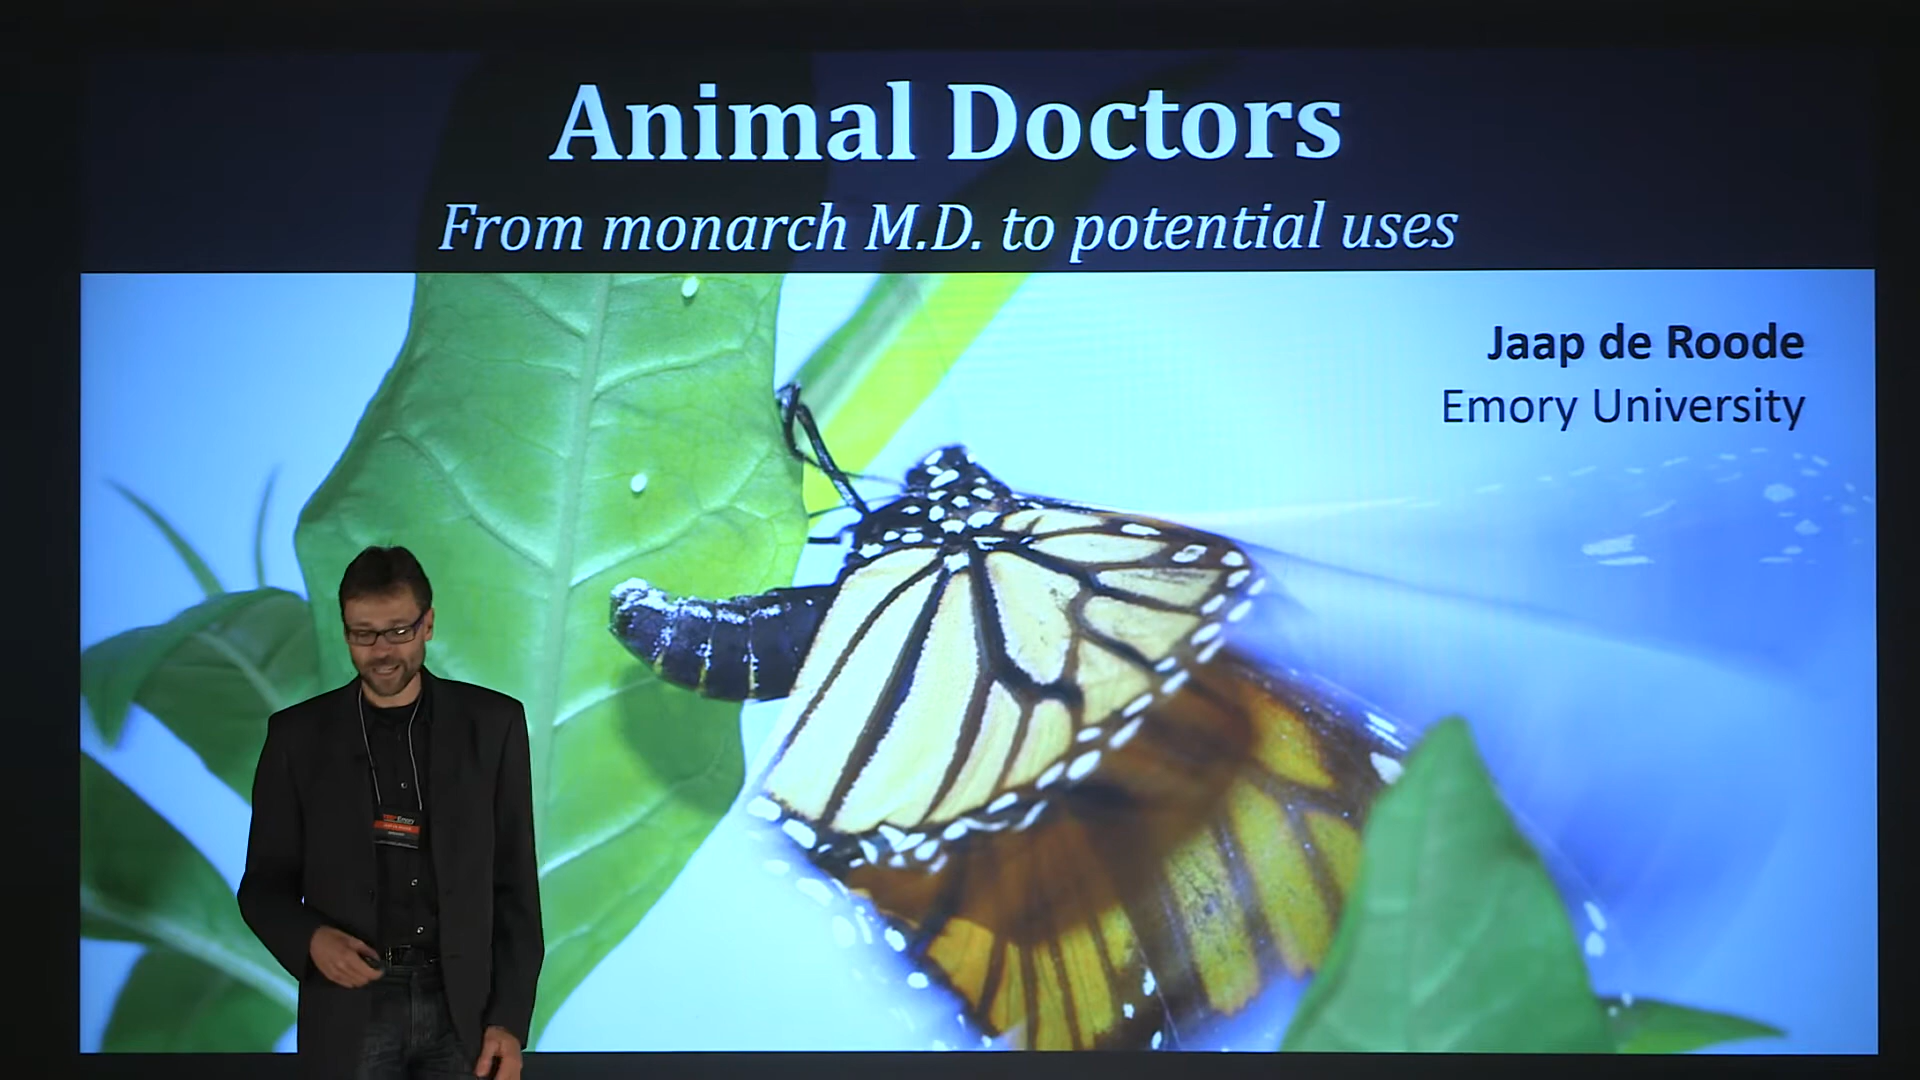 Animal Doctors
From monarch M.D. to potential uses
Jaap de Roode
Emory University